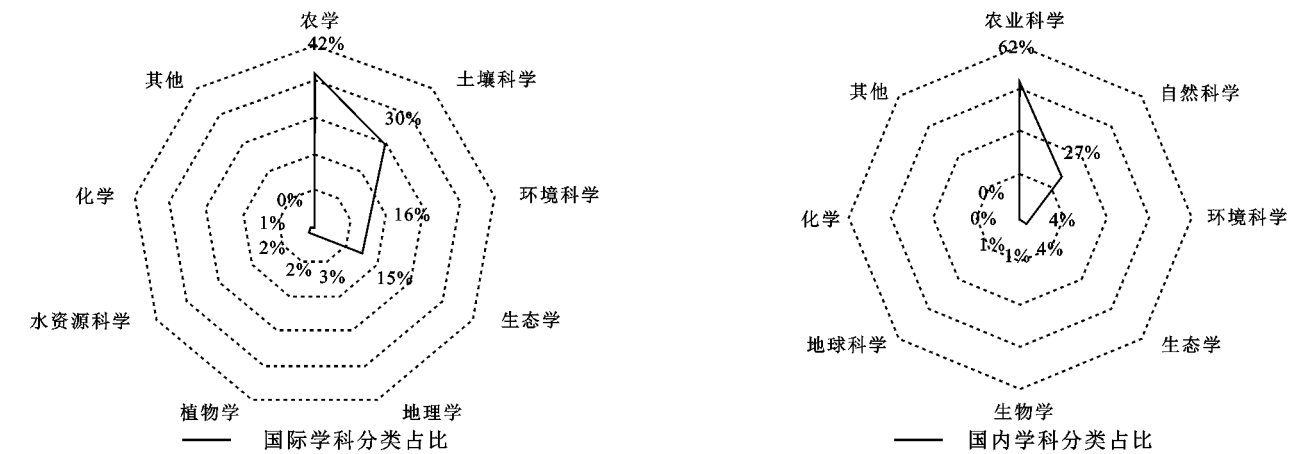 农学
42%
土壤科学
30%
环境科学
16%
生态学
15%
地理学
3%
植物学
2%
水资源科学
2%
化学
1%
其他
0%
国际学科分类占比
农业科学
62%
自然科学
27%
环境科学
4%
生态学
4%
生物学
1%
地球科学
1%
化学
0%
其他
0%
国内学科分类占比